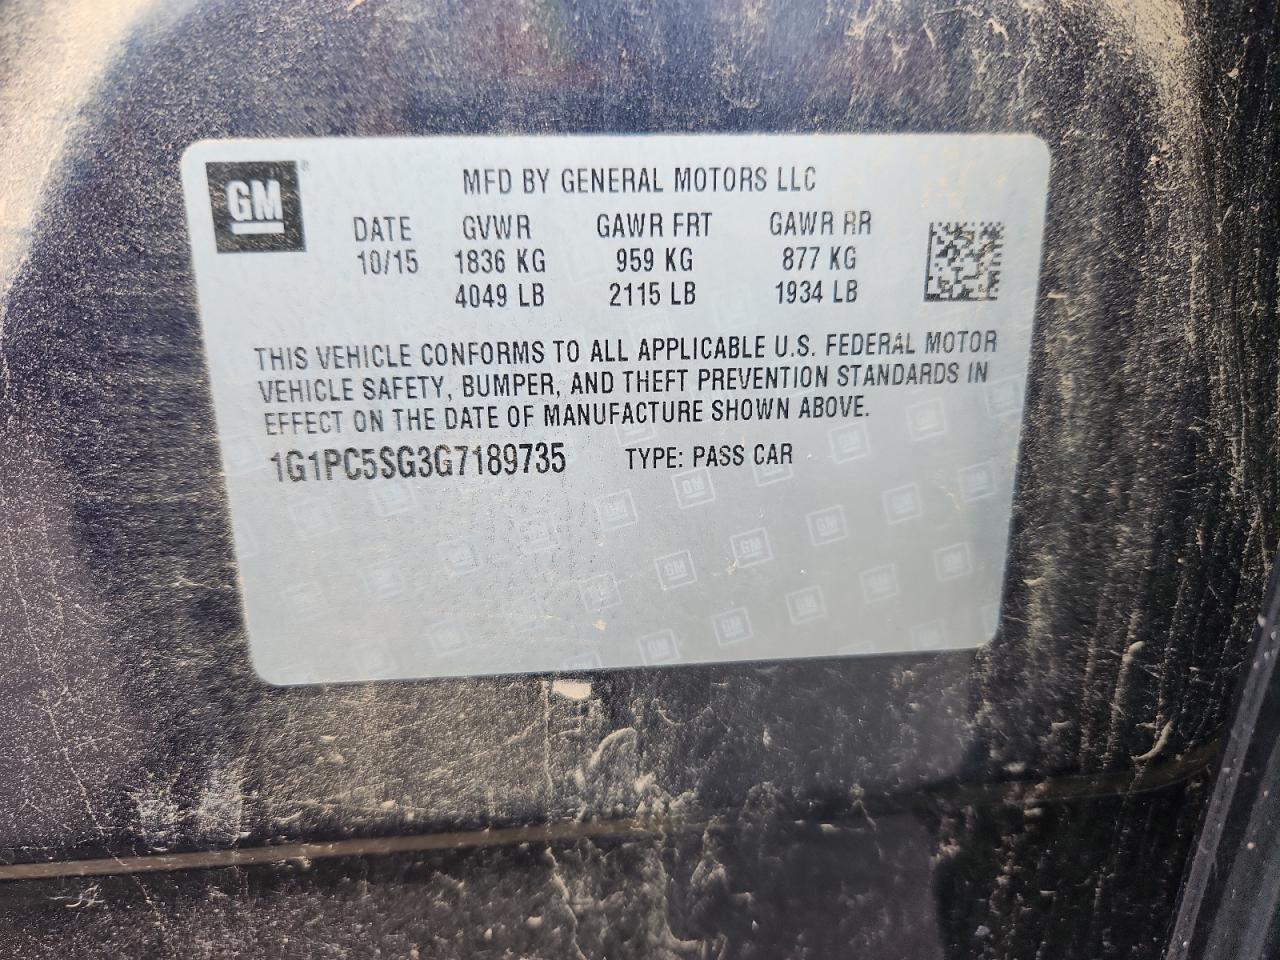 GM
MFD BY GENERAL MOTORS LLC
DATE GVWR GAWR FRT GAWR RR
10/15 1836 KG 959 KG 877 KG
4049 LB 2115 LB 1934 LB
THIS VEHICLE CONFORMS TO ALL APPLICABLE U.S. FEDERAL MOTOR
VEHICLE SAFETY, BUMPER, AND THEFT PREVENTION STANDARDS IN
EFFECT ON THE DATE OF MANUFACTURE SHOWN ABOVE.
1G1PC5SG3G7189735 TYPE: PASS CAR